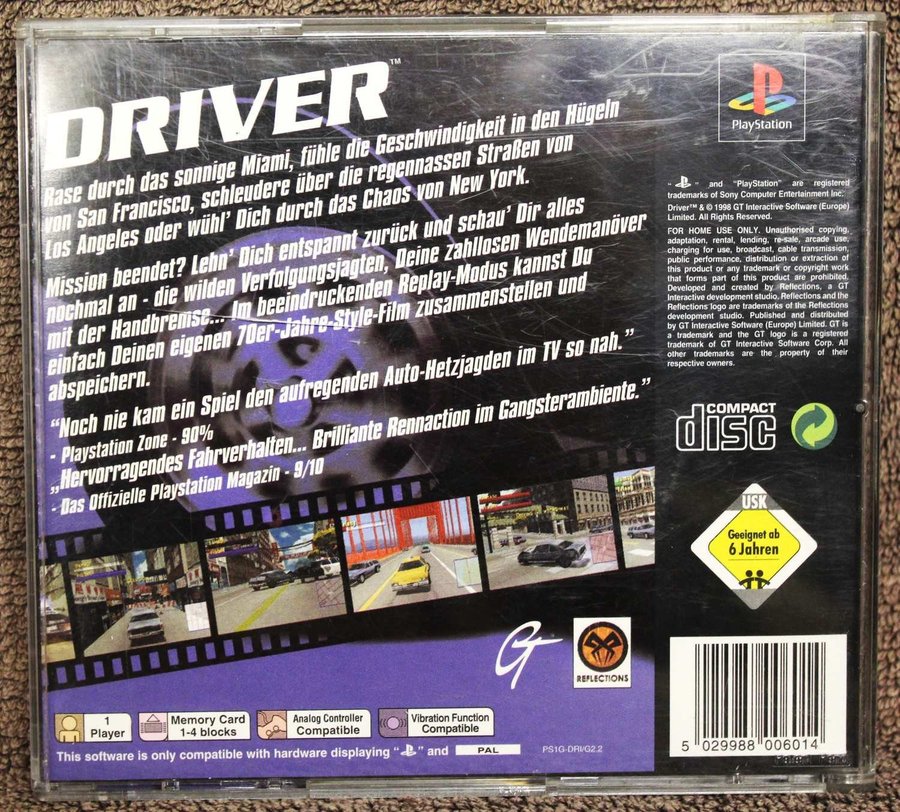 DRIVER™
Rase durch das sonnige Miami, fühle die Geschwindigkeit in den Hügeln
von San Francisco, schleudere über die regennassen Straßen von
Los Angeles oder wühl' Dich durch das Chaos von New York.
Mission beendet? Lehn' Dich entspannt zurück und schau' Dir alles
nochmal an - die wilden Verfolgungsjagten, Deine zahllosen Wendemanöver
mit der Handbremse... Im beeindruckenden Replay-Modus kannst Du
einfach Deinen eigenen 70er-Jahre-Style-Film zusammenstellen und
abspeichern.
"Noch nie kam ein Spiel den aufregenden Auto-Hetzjagden im TV so nah."
- Playstation Zone - 90%
„Hervorragendes Fahrverhalten... Brilliante Rennaction im Gangsterambiente."
- Das Offizielle Playstation Magazin - 9/10
PlayStation
" " and "PlayStation" are registered
trademarks of Sony Computer Entertainment Inc.
Driver™ & © 1998 GT Interactive Software (Europe)
Limited. All Rights Reserved.
FOR HOME USE ONLY. Unauthorised copying,
adaptation, rental, lending, re-sale, arcade use,
charging for use, broadcast, cable transmission,
public performance, distribution or extraction of
this product or any trademark or copyright work
that forms part of this product are prohibited.
Developed and created by Reflections, a GT
Interactive development studio. Reflections and the
Reflections logo are trademarks of the Reflections
development studio. Published and distributed
by GT Interactive Software (Europe) Limited. GT is
a trademark and the GT logo is a registered
trademark of GT Interactive Software Corp. All
other trademarks are the property of their
respective owners.
COMPACT
disc
USK
Geeignet ab
6 Jahren
GT
REFLECTIONS
1
Player
Memory Card
1-4 blocks
Analog Controller
Compatible
Vibration Function
Compatible
This software is only compatible with hardware displaying " " and PAL
PS1G-DRI/G2.2
5 029988 006014